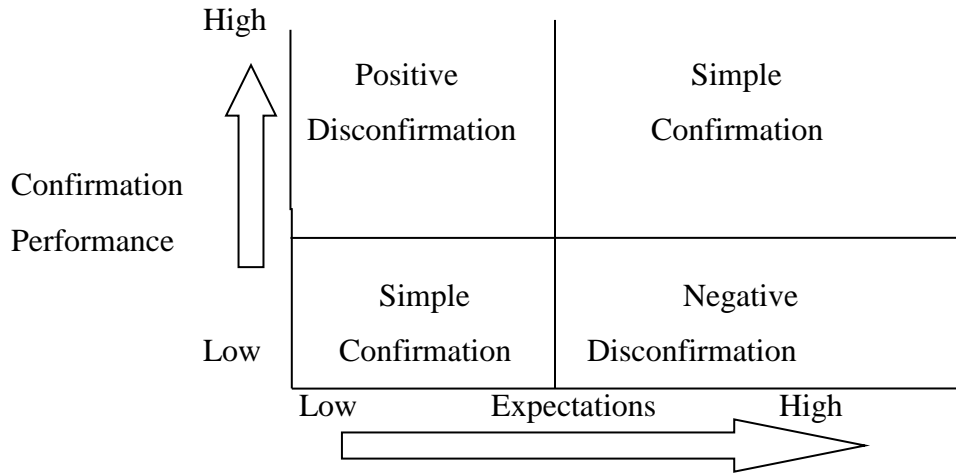 High
Positive Simple
Disconfirmation Confirmation
Confirmation
Performance
Simple Negative
Low Confirmation Disconfirmation
Low Expectations High